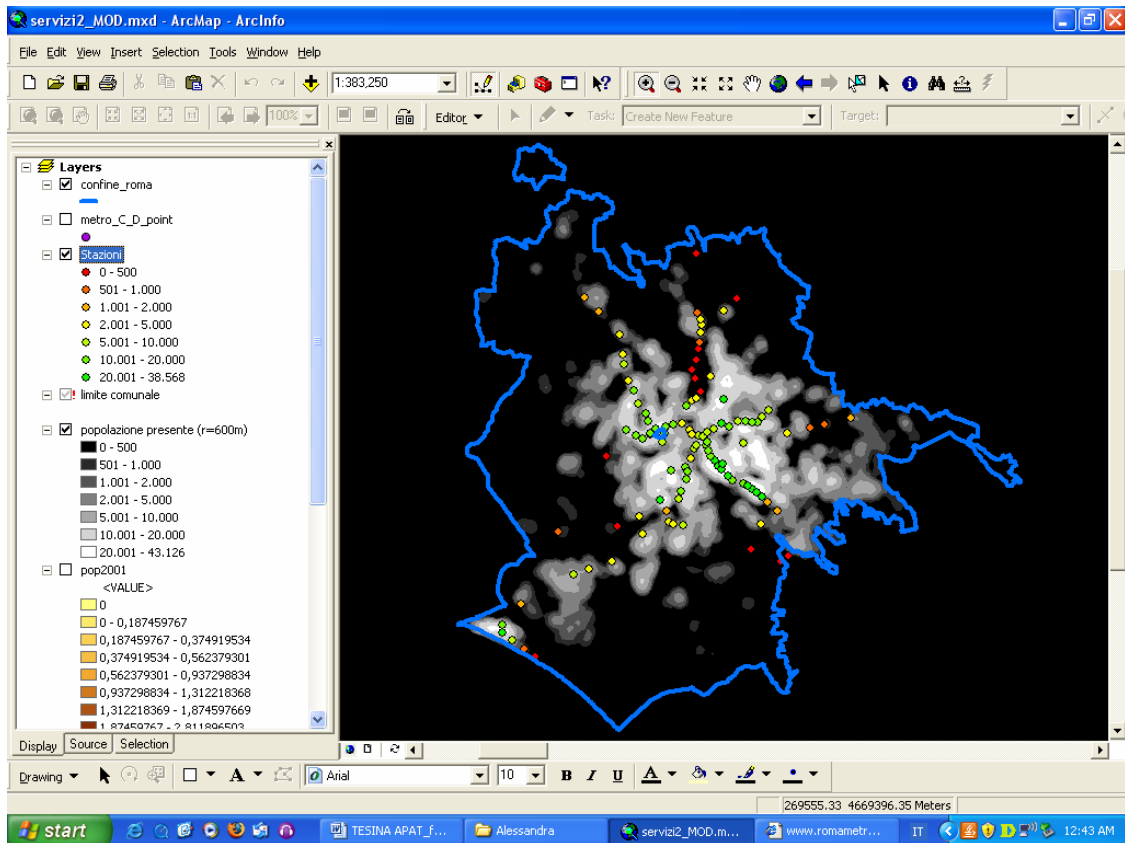 servizi2_MOD.mxd - ArcMap - ArcInfo
File Edit View Insert Selection Tools Window Help
1:383,250
100% Editor Task: Create New Feature Target:
Layers
confine_roma
metro_C_D_point
Stazioni
0 - 500
501 - 1.000
1.001 - 2.000
2.001 - 5.000
5.001 - 10.000
10.001 - 20.000
20.001 - 38.568
limite comunale
popolazione presente (r=600m)
0 - 500
501 - 1.000
1.001 - 2.000
2.001 - 5.000
5.001 - 10.000
10.001 - 20.000
20.001 - 43.126
pop2001
<VALUE>
0
0 - 0,187459767
0,187459767 - 0,374919534
0,374919534 - 0,562379301
0,562379301 - 0,937298834
0,937298834 - 1,312218368
1,312218369 - 1,874597669
1,87459767 - 2,811896503
Display Source Selection
Drawing A Arial 10 B I U A
269555.33 4669396.35 Meters
start TESINA APAT_f... Alessandra servizi2_MOD.m... www.romametr... IT 12:43 AM